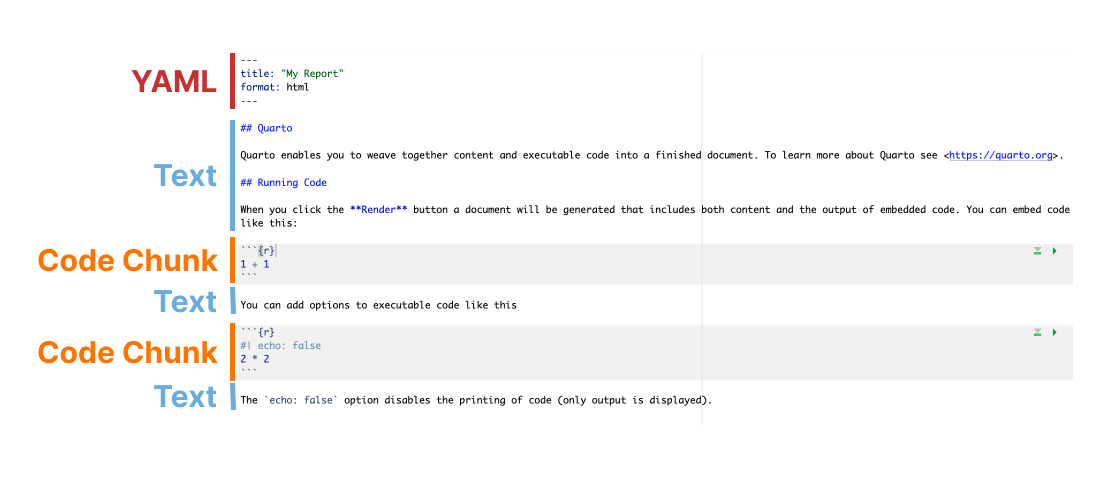 YAML
---
title: "My Report"
format: html
---
Text
## Quarto
Quarto enables you to weave together content and executable code into a finished document. To learn more about Quarto see <https://quarto.org>.
## Running Code
When you click the **Render** button a document will be generated that includes both content and the output of embedded code. You can embed code
like this:
Code Chunk
```{r}
1 + 1
```
Text
You can add options to executable code like this
Code Chunk
```{r}
#| echo: false
2 * 2
```
Text
The `echo: false` option disables the printing of code (only output is displayed).